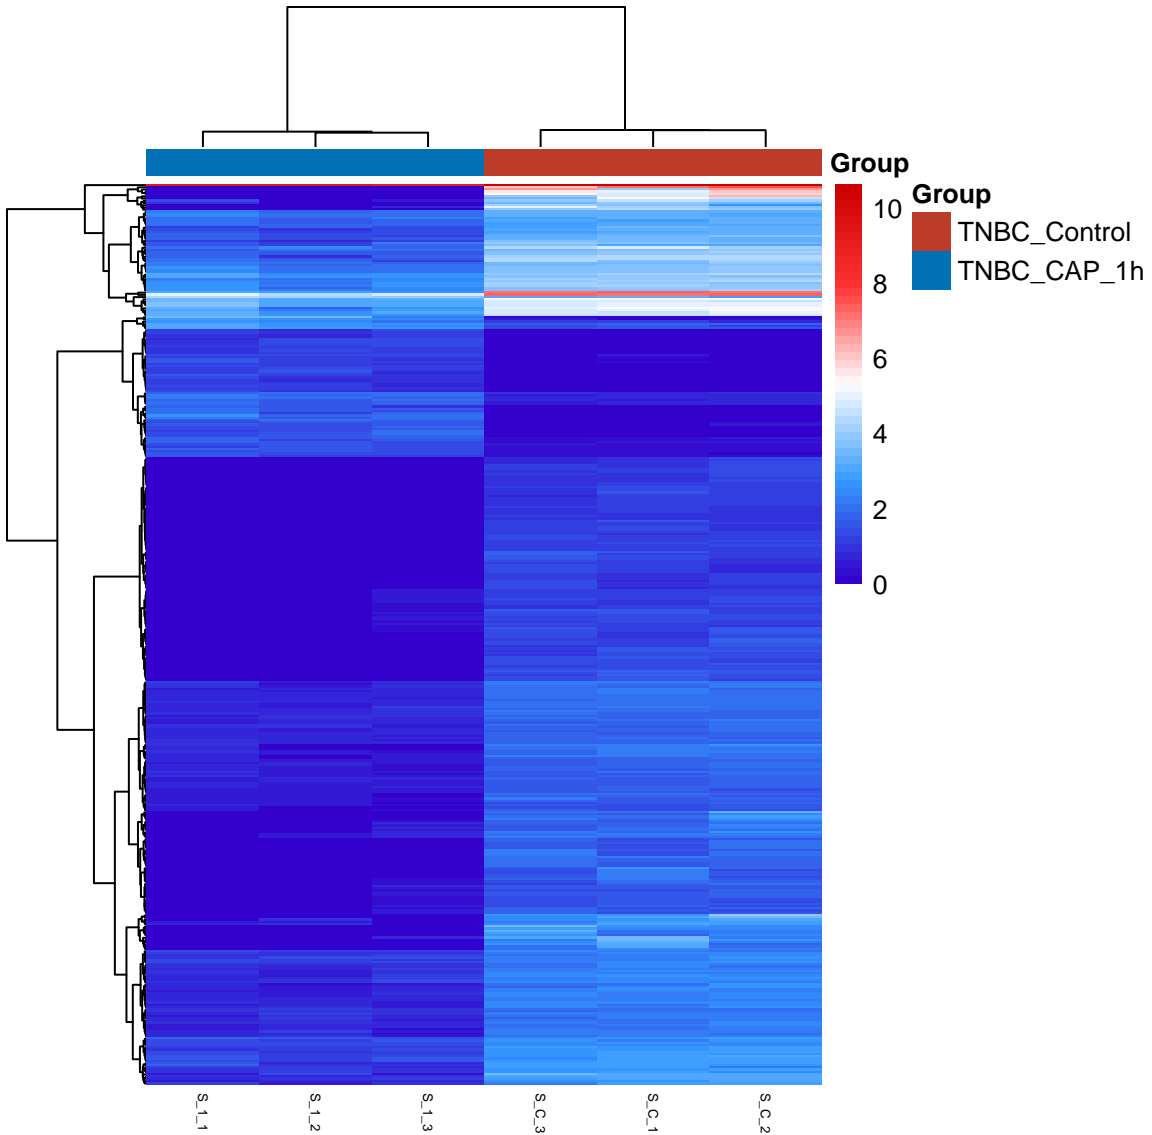 Group
Group
10
TNBC_Control
TNBC_CAP_1h
8
6
4
2
0
S_1_1
S_1_2
S_1_3
S_C_3
S_C_1
S_C_2